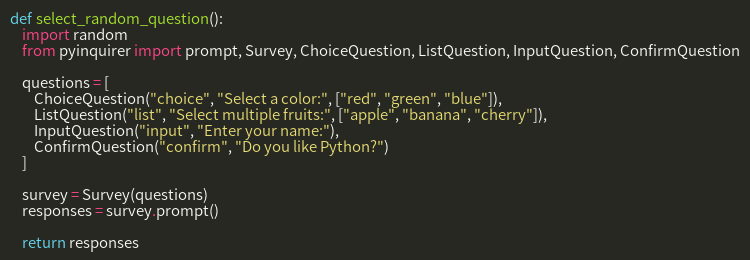 def select_random_question():
    import random
    from pyinquirer import prompt, Survey, ChoiceQuestion, ListQuestion, InputQuestion, ConfirmQuestion

    questions = [
        ChoiceQuestion("choice", "Select a color:", ["red", "green", "blue"]),
        ListQuestion("list", "Select multiple fruits:", ["apple", "banana", "cherry"]),
        InputQuestion("input", "Enter your name:"),
        ConfirmQuestion("confirm", "Do you like Python?")
    ]

    survey = Survey(questions)
    responses = survey.prompt()

    return responses